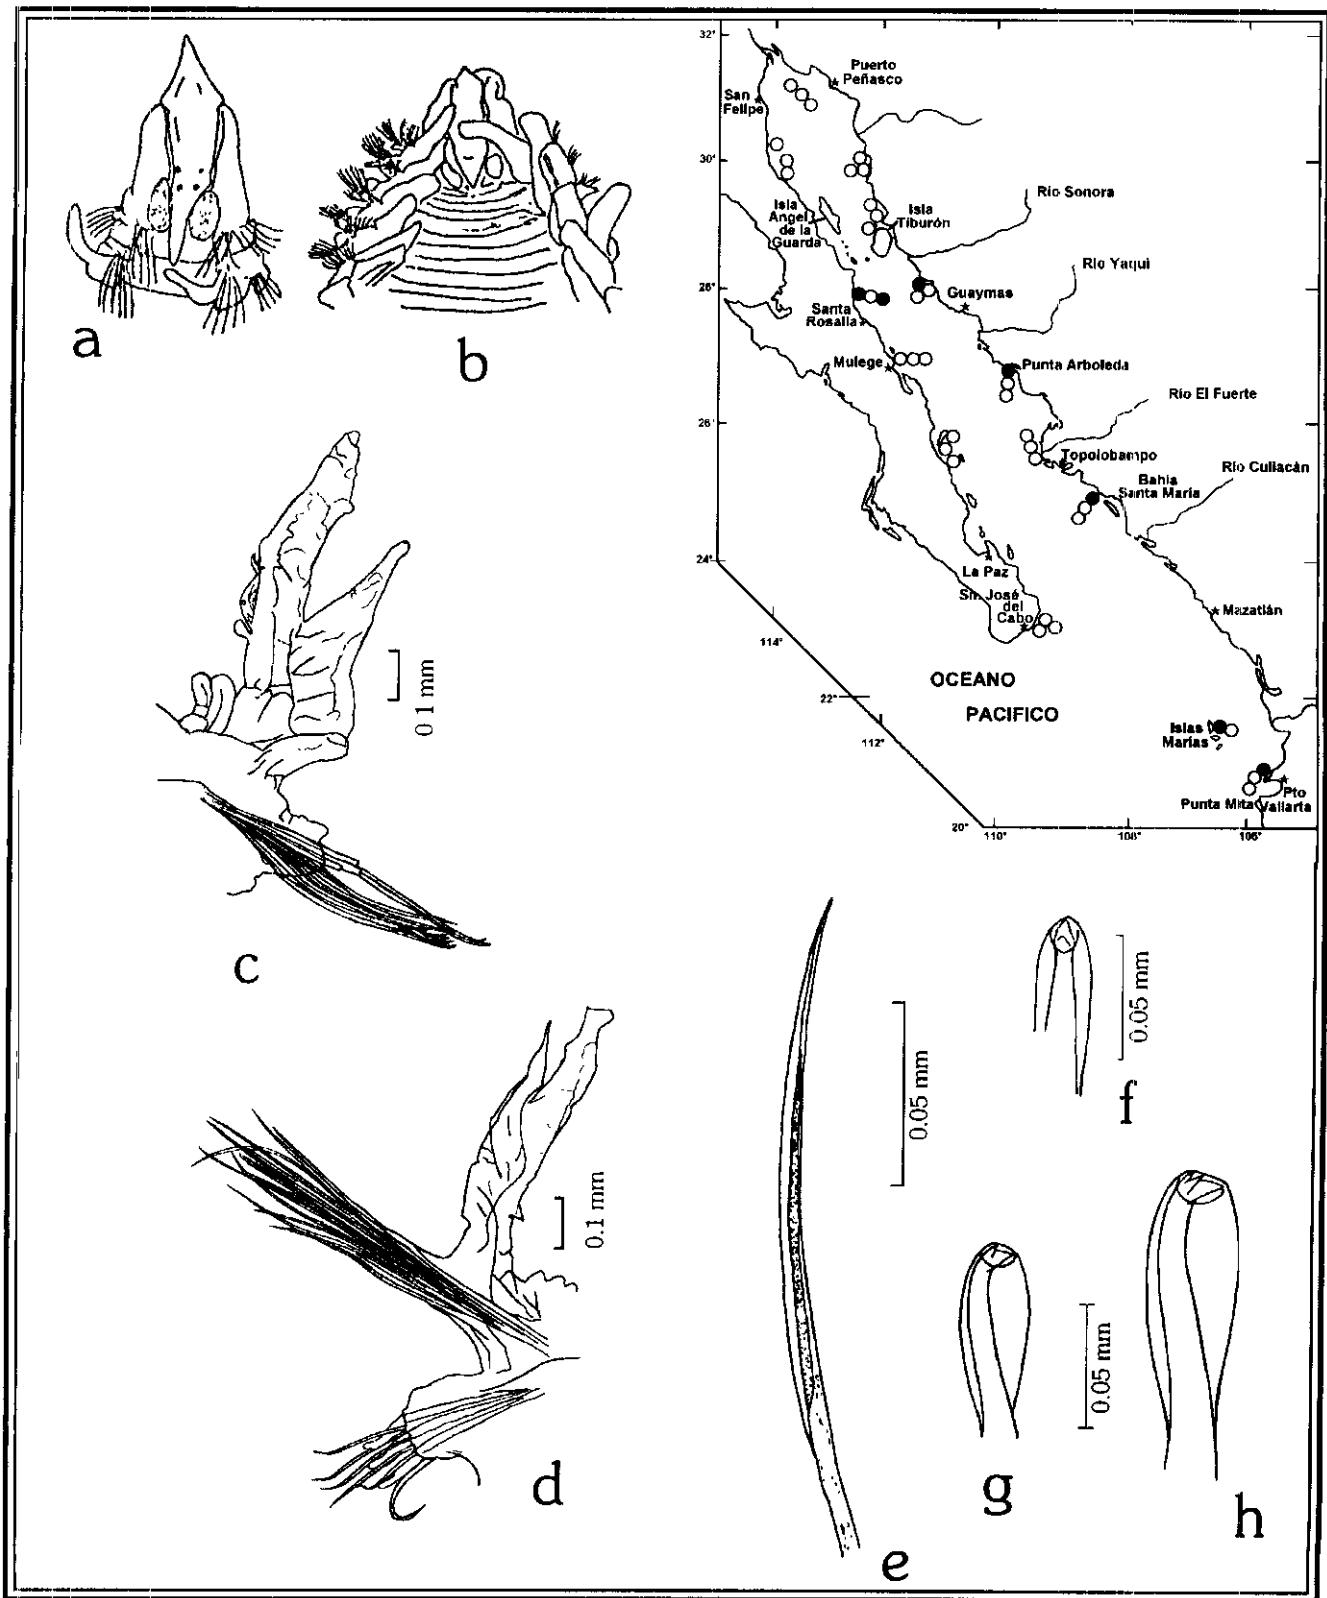 a
b
c
0 1 mm
d
0.1 mm
e
0.05 mm
f
0.05 mm
g
0.05 mm
h
32°
30°
28°
26°
24°
22°
20°
114°
112°
110°
108°
106°
Puerto
Peñasco
San
Felipe
Río Sonora
Isla
Angel
de la
Guarda
Isla
Tiburón
Río Yaqui
Guaymas
Santa
Rosalía
Mulege
Punta Arboleda
Río El Fuerte
Topolobampo
Río Culiacán
Bahía
Santa María
La Paz
Sn. José
del
Cabo
Mazatlán
OCEANO
PACIFICO
Islas
Marías
Punta Mita
Pto
Vallarta